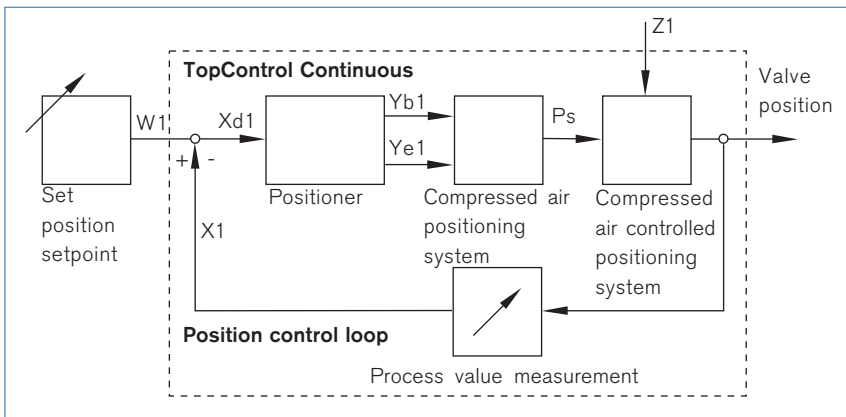 Z1
TopControl Continuous
Valve
position
W1
Xd1
Yb1
Ye1
Ps
+ -
Set
position
setpoint
Positioner
Compressed air
positioning
system
Compressed
air controlled
positioning
system
X1
Position control loop
Process value measurement